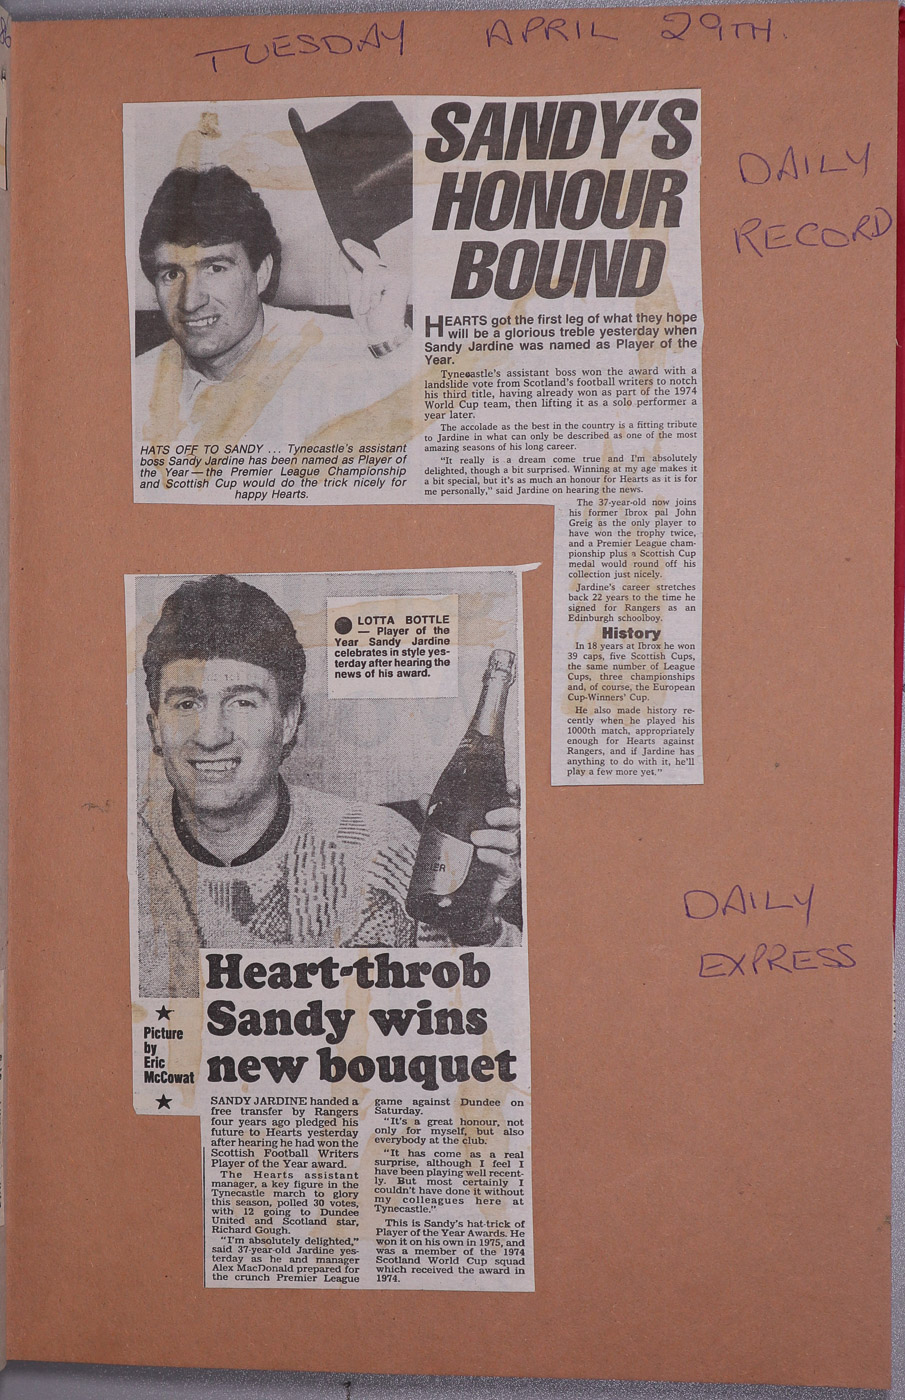 TUESDAY APRIL 29TH.
DAILY
RECORD
SANDY'S
HONOUR
BOUND
HEARTS got the first leg of what they hope
will be a glorious treble yesterday when
Sandy Jardine was named as Player of the
Year.
Tynecastle's assistant boss won the award with a
landslide vote from Scotland's football writers to notch
his third title, having already won as part of the 1974
World Cup team, then lifting it as a solo performer a
year later.
The accolade as the best in the country is a fitting tribute
to Jardine in what can only be described as one of the most
amazing seasons of his long career.
"It really is a dream come true and I'm absolutely
delighted, though a bit surprised. Winning at my age makes it
a bit special, but it's as much an honour for Hearts as it is for
me personally," said Jardine on hearing the news.
The 37-year-old now joins
his former Ibrox pal John
Greig as the only player to
have won the trophy twice,
and a Premier League cham-
pionship plus a Scottish Cup
medal would round off his
collection just nicely.
Jardine's career stretches
back 22 years to the time he
signed for Rangers as an
Edinburgh schoolboy.
History
In 18 years at Ibrox he won
39 caps, five Scottish Cups,
the same number of League
Cups, three championships
and, of course, the European
Cup-Winners' Cup.
He also made history re-
cently when he played his
1000th match, appropriately
enough for Hearts against
Rangers, and if Jardine has
anything to do with it, he'll
play a few more yet."
HATS OFF TO SANDY ... Tynecastle's assistant
boss Sandy Jardine has been named as Player of
the Year — the Premier League Championship
and Scottish Cup would do the trick nicely for
happy Hearts.
● LOTTA BOTTLE
— Player of the
Year Sandy Jardine
celebrates in style yes-
terday after hearing the
news of his award.
DAILY
EXPRESS
Heart-throb
Sandy wins
new bouquet
★
Picture
by
Eric
McCowat
★
SANDY JARDINE handed a
free transfer by Rangers
four years ago pledged his
future to Hearts yesterday
after hearing he had won the
Scottish Football Writers
Player of the Year award.
The Hearts assistant
manager, a key figure in the
Tynecastle march to glory
this season, polled 30 votes,
with 12 going to Dundee
United and Scotland star,
Richard Gough.
"I'm absolutely delighted,"
said 37-year-old Jardine yes-
terday as he and manager
Alex MacDonald prepared for
the crunch Premier League
game against Dundee on
Saturday.
"It's a great honour, not
only for myself, but also
everybody at the club.
"It has come as a real
surprise, although I feel I
have been playing well recent-
ly. But most certainly I
couldn't have done it without
my colleagues here at
Tynecastle."
This is Sandy's hat-trick of
Player of the Year Awards. He
won it on his own in 1975, and
was a member of the 1974
Scotland World Cup squad
which received the award in
1974.